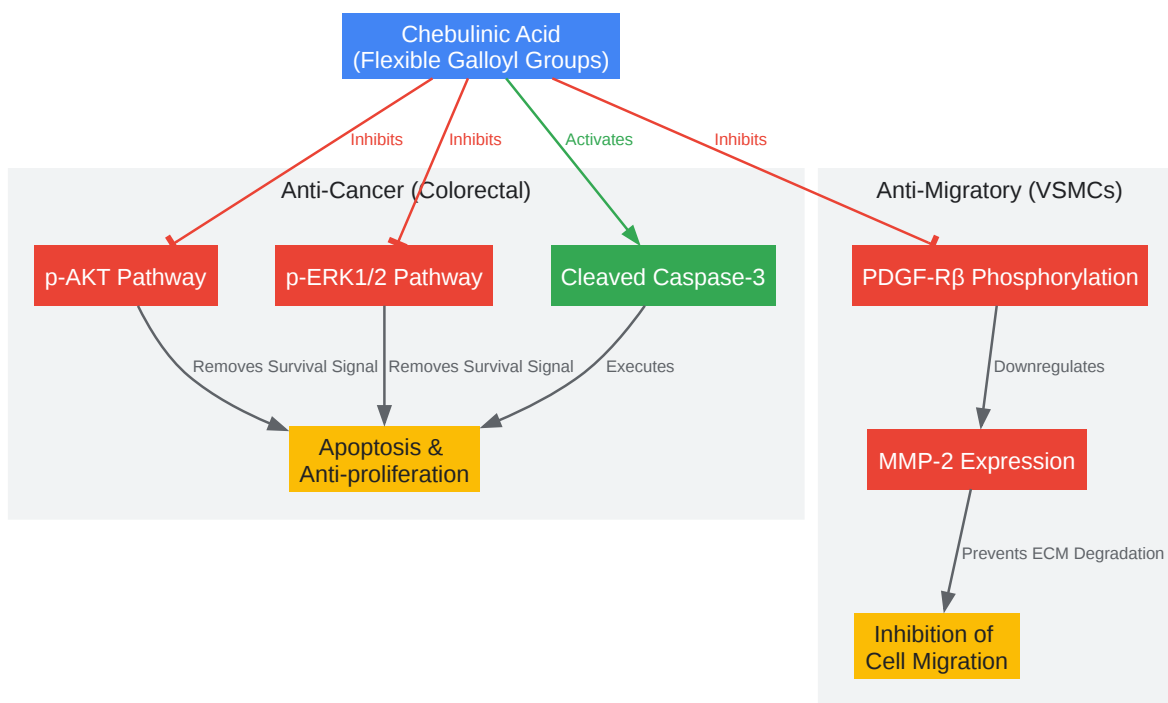 Chebulinic Acid
(Flexible Galloyl Groups)
Inhibits
Inhibits
Activates
Inhibits
Anti-Cancer (Colorectal)
Anti-Migratory (VSMCs)
p-AKT Pathway
p-ERK1/2 Pathway
Cleaved Caspase-3
PDGF-Rβ Phosphorylation
Removes Survival Signal
Removes Survival Signal
Executes
Downregulates
Apoptosis &
Anti-proliferation
MMP-2 Expression
Prevents ECM Degradation
Inhibition of
Cell Migration